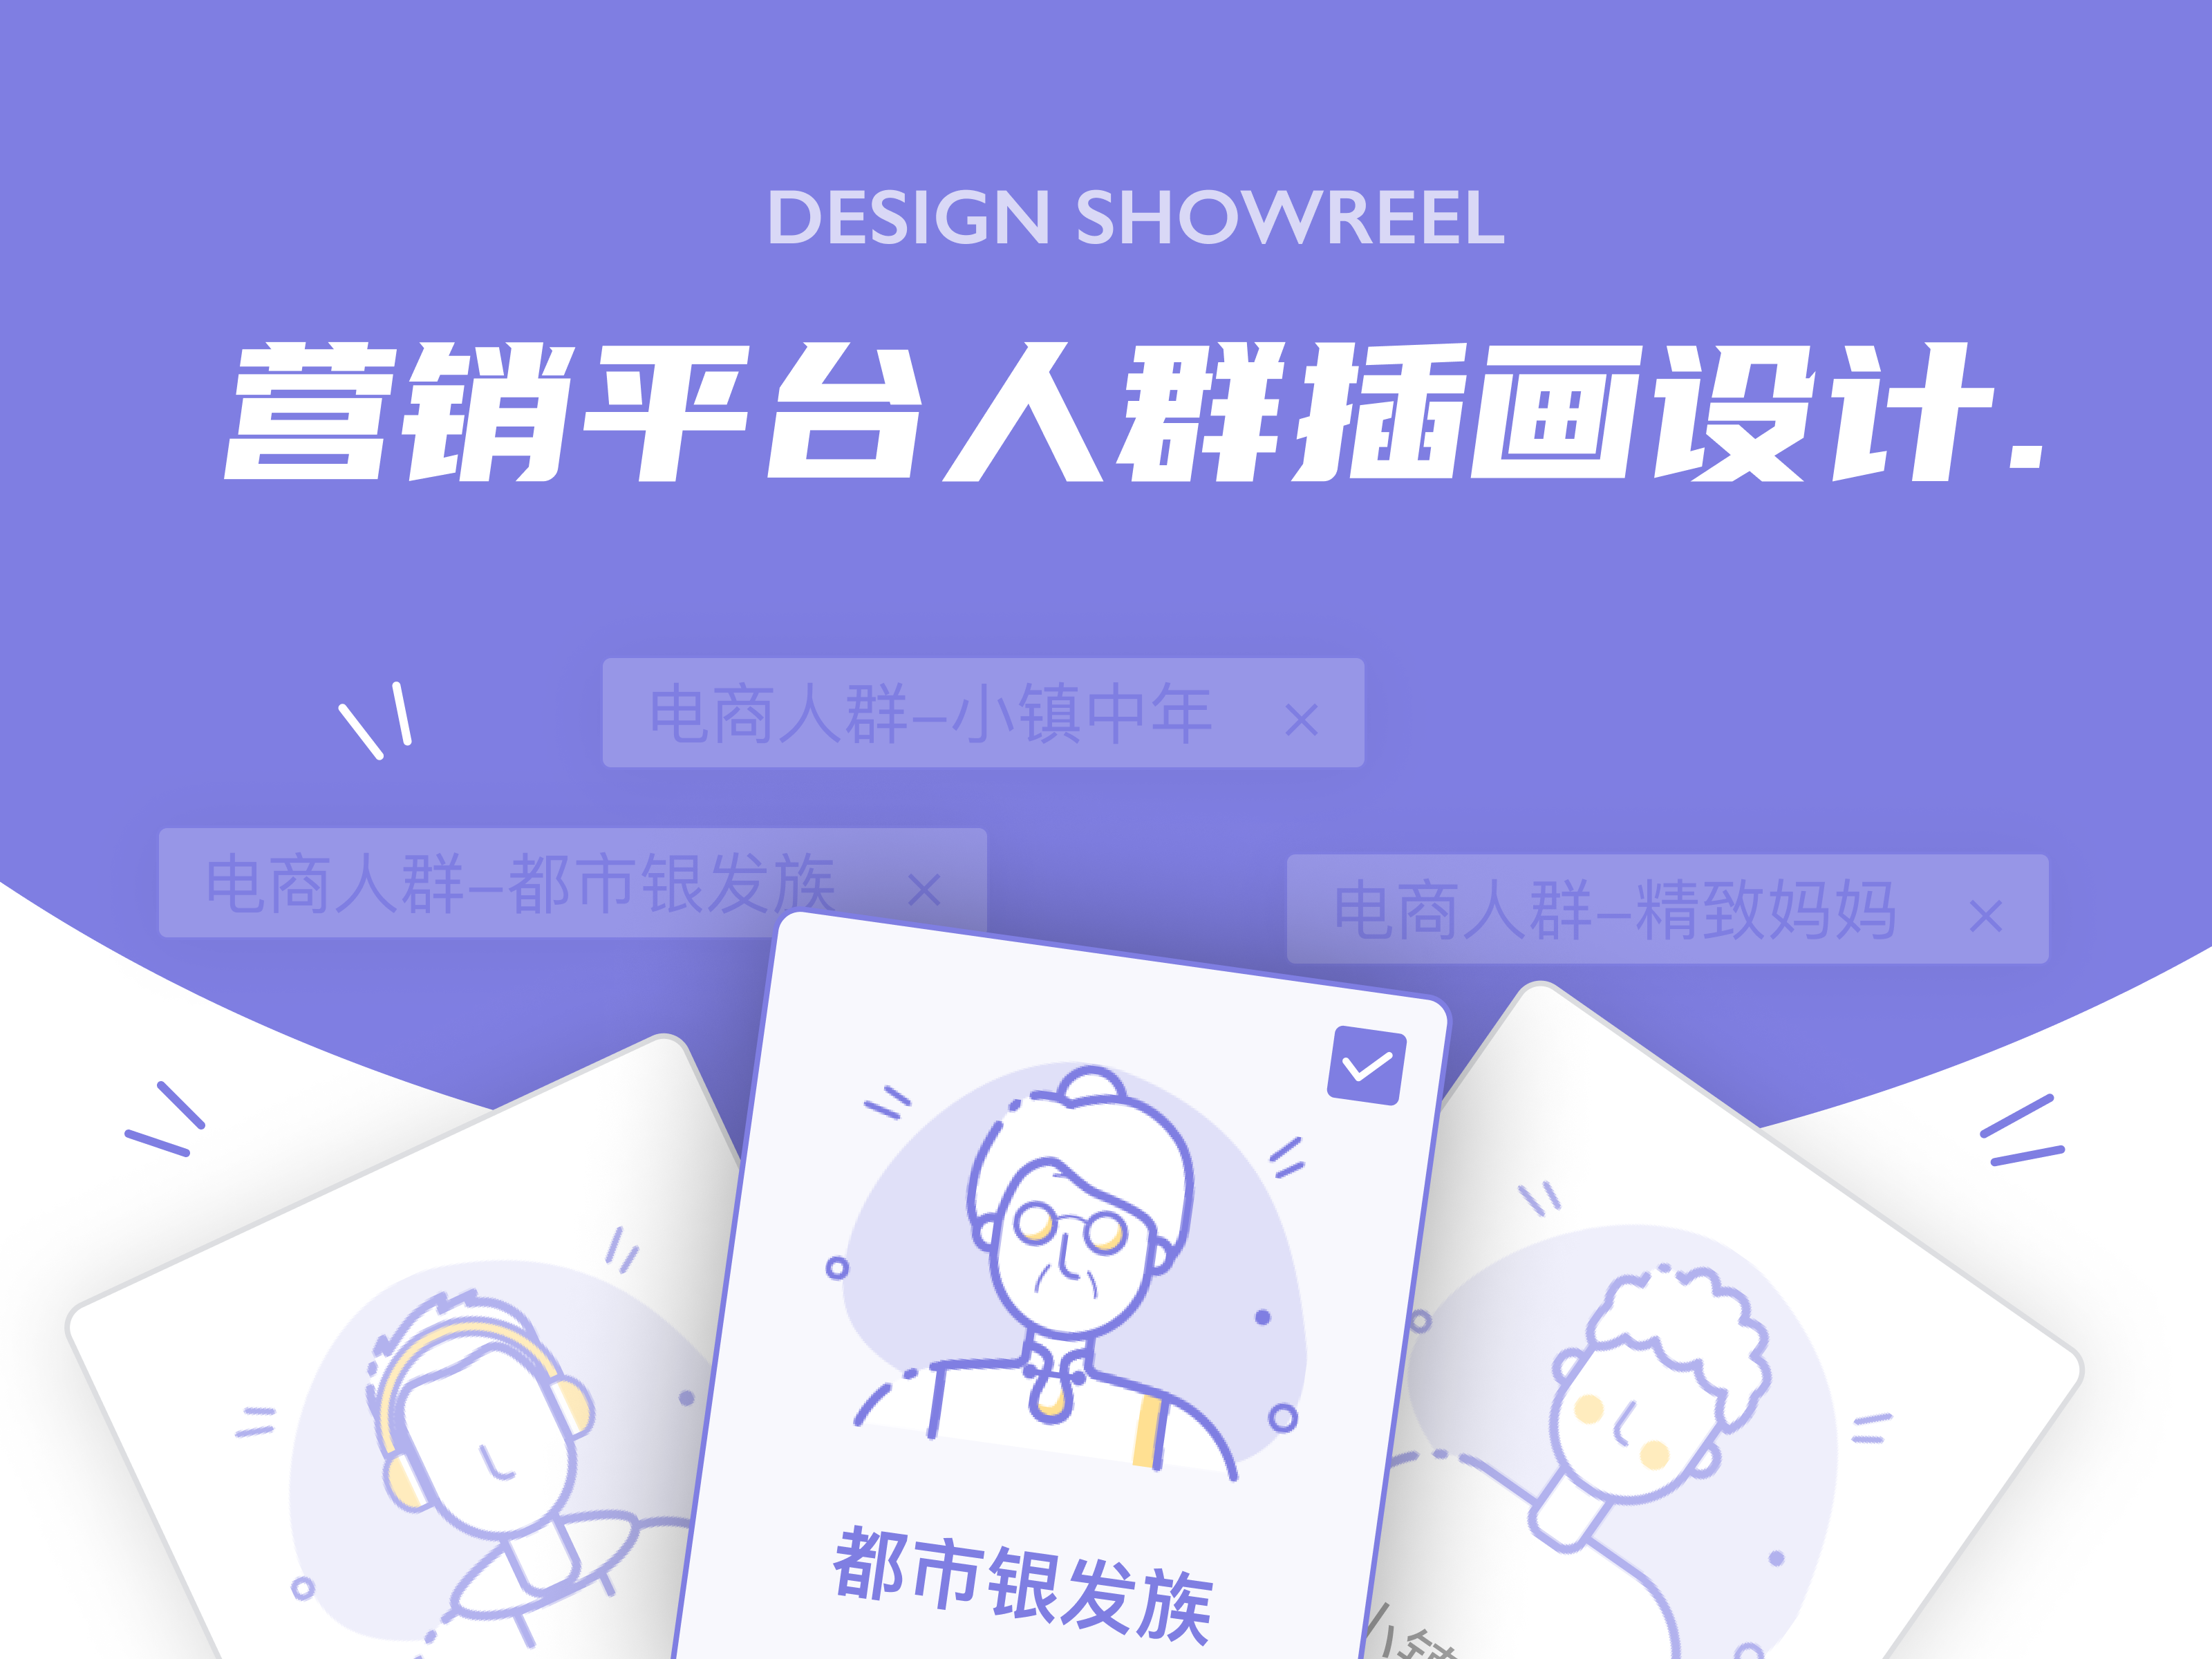 DESIGN SHOWREEL
营销平台人群插画设计.
电商人群–小镇中年 ×
电商人群–都市银发族 ×
电商人群–精致妈妈 ×
都市银发族
小镇